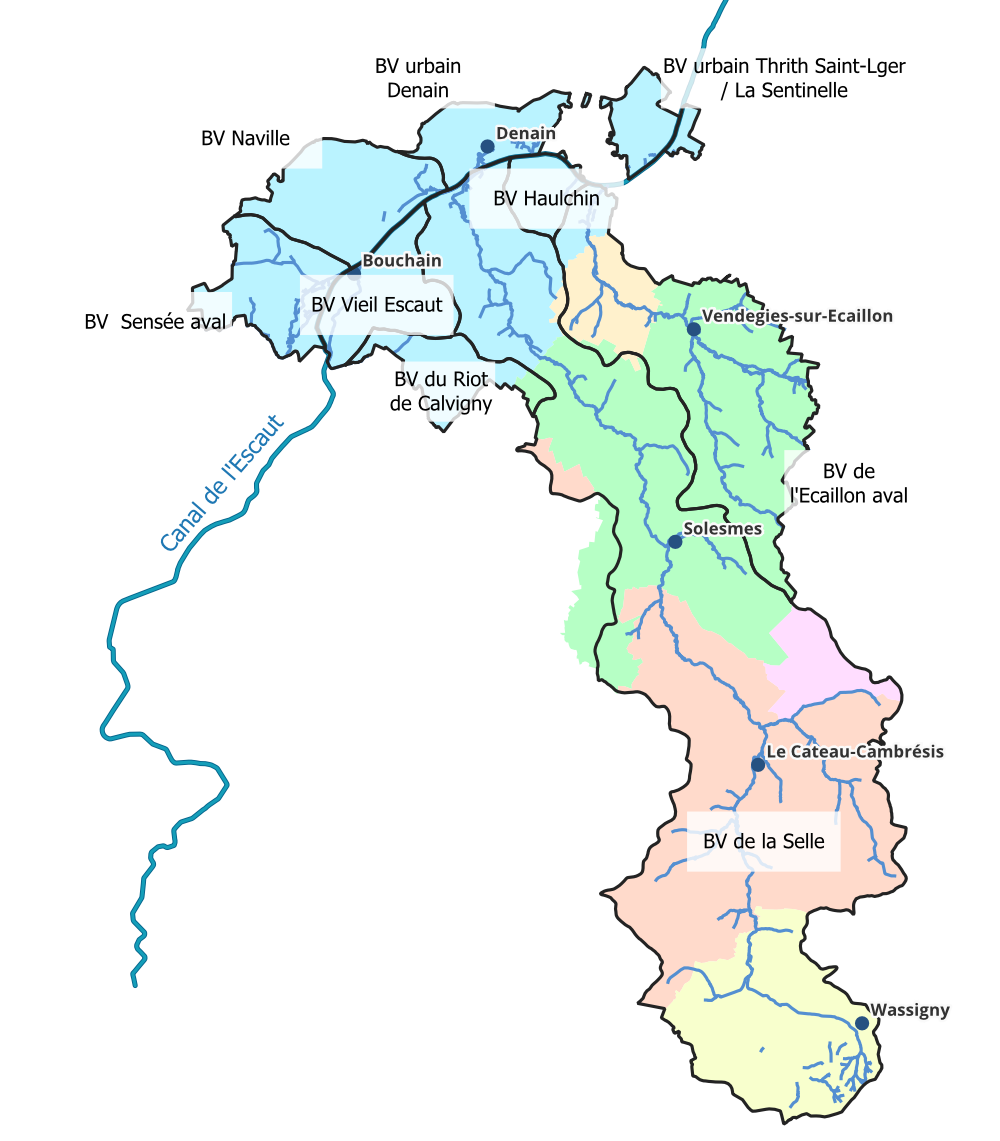 BV urbain
Denain
BV urbain Thrith Saint-Lger
/ La Sentinelle
BV Naville
Denain
BV Haulchin
Bouchain
BV Vieil Escaut
BV  Sensée aval
Vendegies-sur-Ecaillon
BV du Riot
de Calvigny
Canal de l'Escaut
BV de
l'Ecaillon aval
Solesmes
Le Cateau-Cambrésis
BV de la Selle
Wassigny